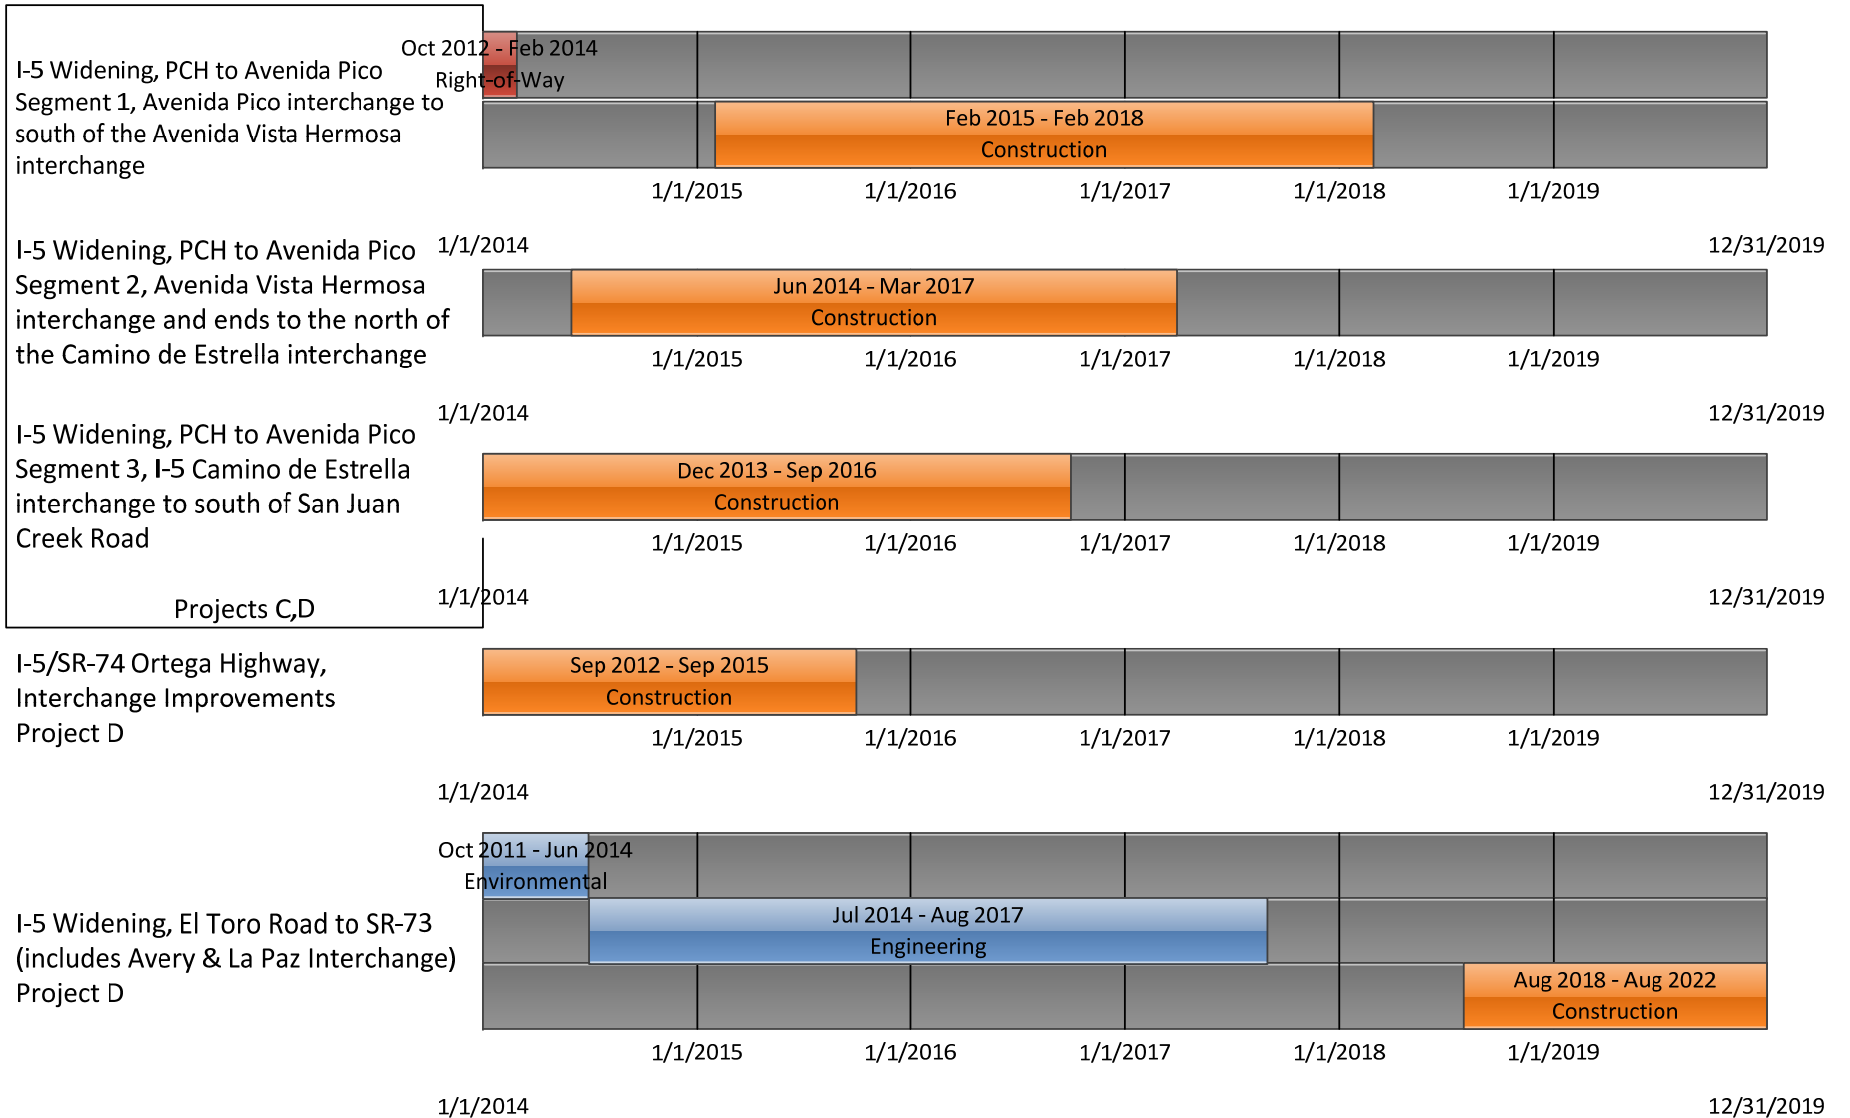 Oct 2012 - Feb 2014
Right-of-Way
I-5 Widening, PCH to Avenida Pico
Segment 1, Avenida Pico interchange to
south of the Avenida Vista Hermosa
interchange
Feb 2015 - Feb 2018
Construction
1/1/2015 1/1/2016 1/1/2017 1/1/2018 1/1/2019
1/1/2014 12/31/2019
I-5 Widening, PCH to Avenida Pico
Segment 2, Avenida Vista Hermosa
interchange and ends to the north of
the Camino de Estrella interchange
Jun 2014 - Mar 2017
Construction
1/1/2015 1/1/2016 1/1/2017 1/1/2018 1/1/2019
1/1/2014 12/31/2019
I-5 Widening, PCH to Avenida Pico
Segment 3, I-5 Camino de Estrella
interchange to south of San Juan
Creek Road
Dec 2013 - Sep 2016
Construction
1/1/2015 1/1/2016 1/1/2017 1/1/2018 1/1/2019
1/1/2014 12/31/2019
Projects C,D
I-5/SR-74 Ortega Highway,
Interchange Improvements
Project D
Sep 2012 - Sep 2015
Construction
1/1/2015 1/1/2016 1/1/2017 1/1/2018 1/1/2019
1/1/2014 12/31/2019
Oct 2011 - Jun 2014
Environmental
I-5 Widening, El Toro Road to SR-73
(includes Avery & La Paz Interchange)
Project D
Jul 2014 - Aug 2017
Engineering
Aug 2018 - Aug 2022
Construction
1/1/2015 1/1/2016 1/1/2017 1/1/2018 1/1/2019
1/1/2014 12/31/2019